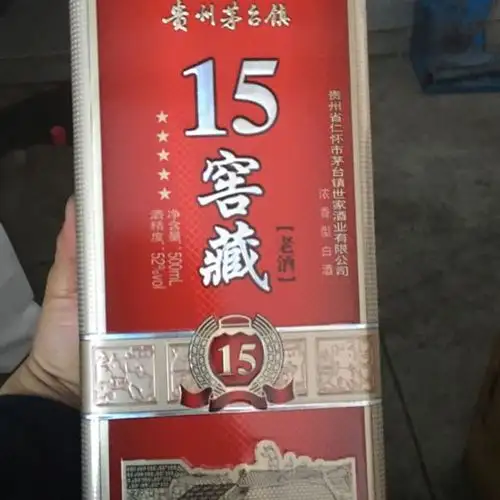 贵州茅台镇
15
窖藏
【老酒】
贵州省仁怀市茅台镇世家酒业有限公司
浓香型白酒
★★★★★
净含量:500mL
酒精度:52%vol
15